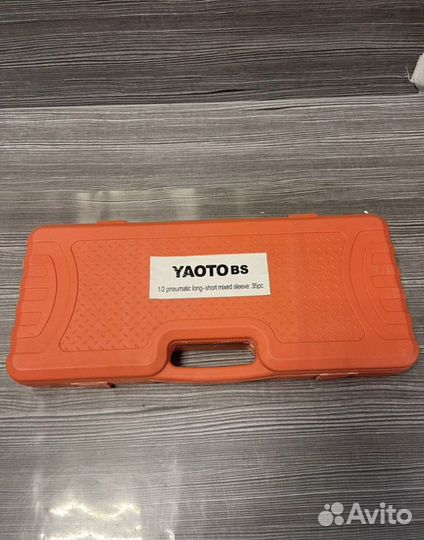 YAOTO BS
1/2 pneumatic long-short mixed sleeve: 35pc
Avito